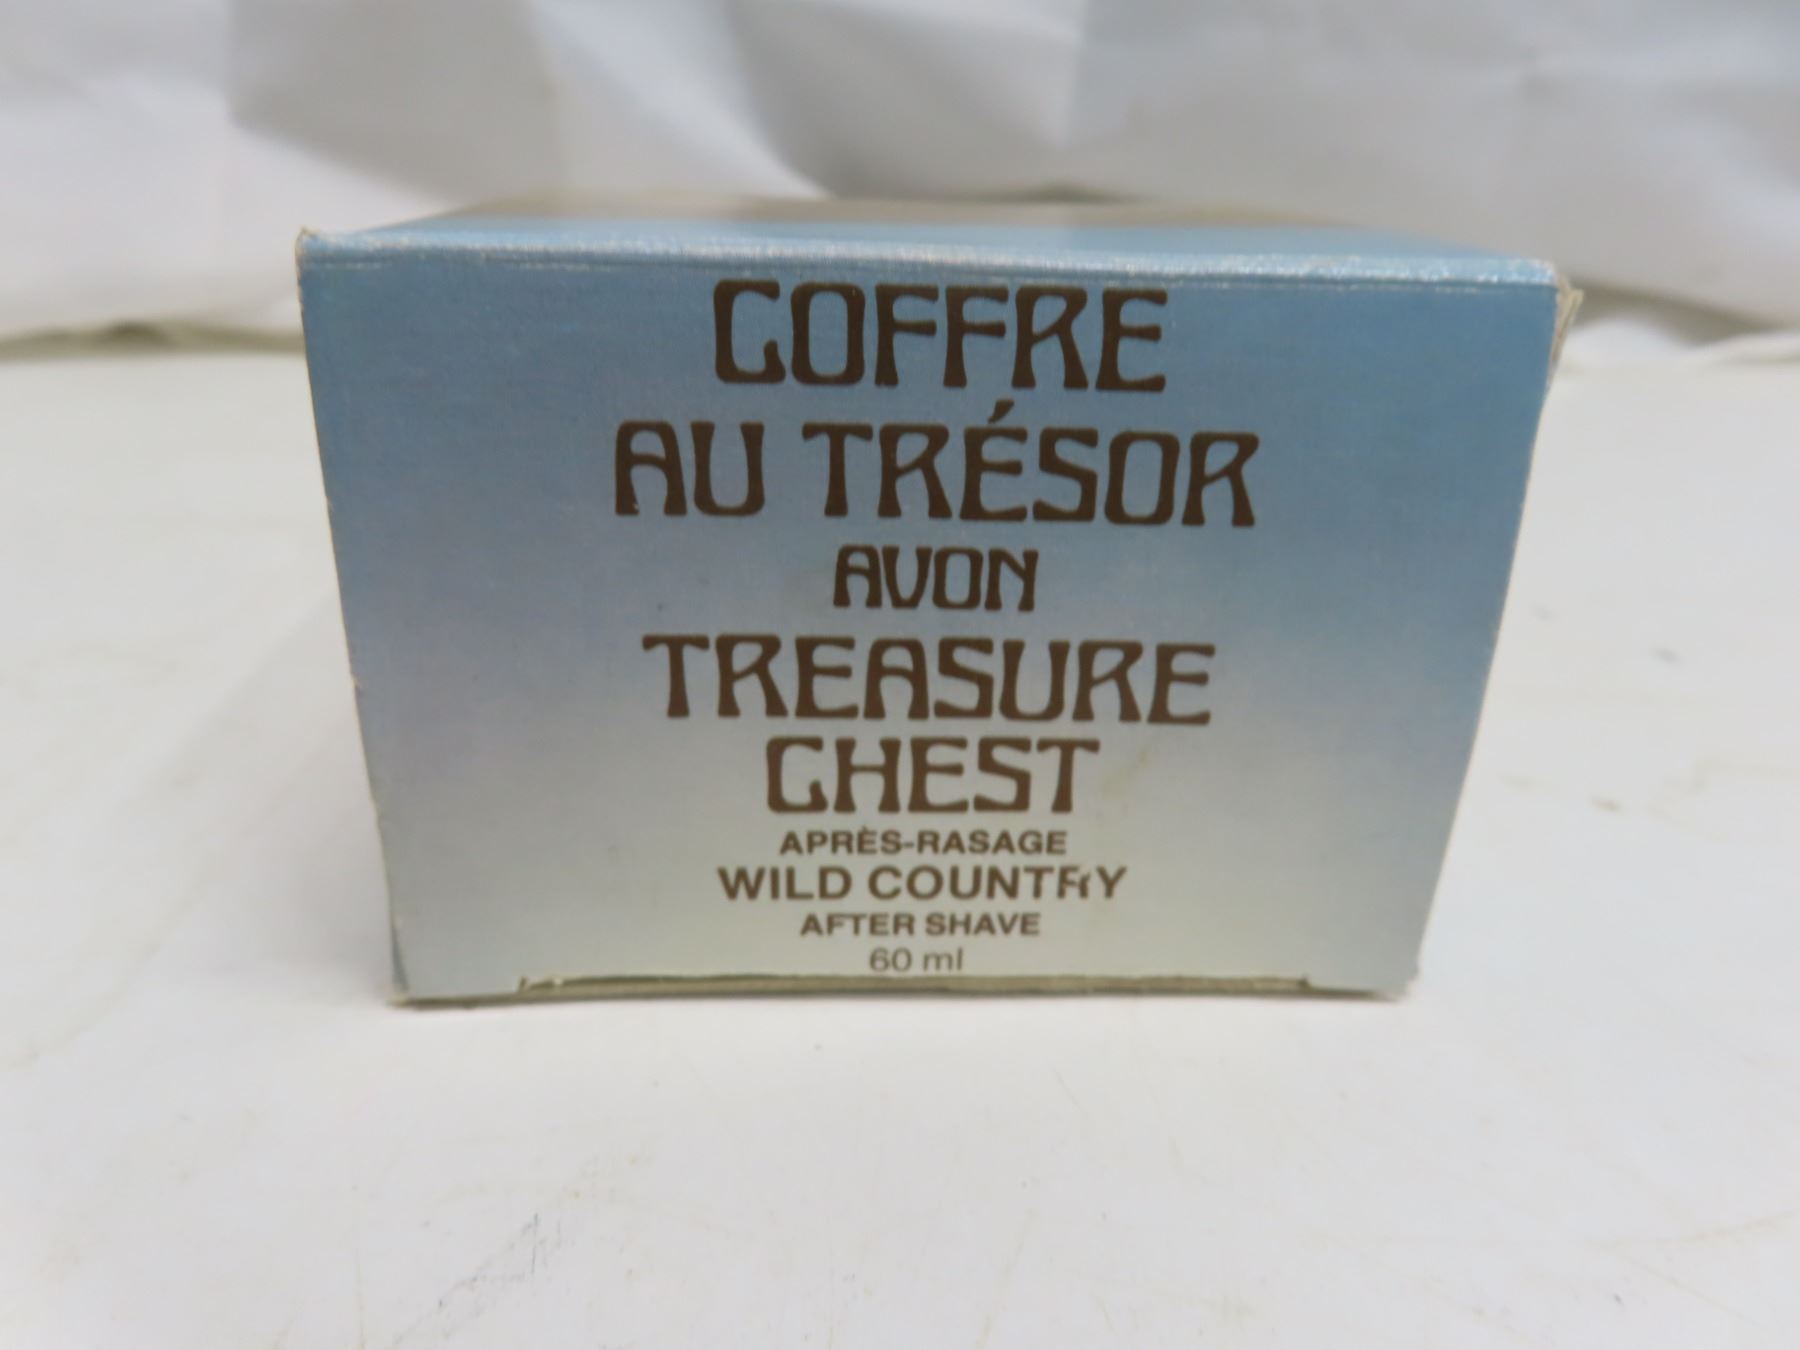 COFFRE
AU TRÉSOR
AVON
TREASURE
CHEST
APRÈS-RASAGE
WILD COUNTRY
AFTER SHAVE
60 ml